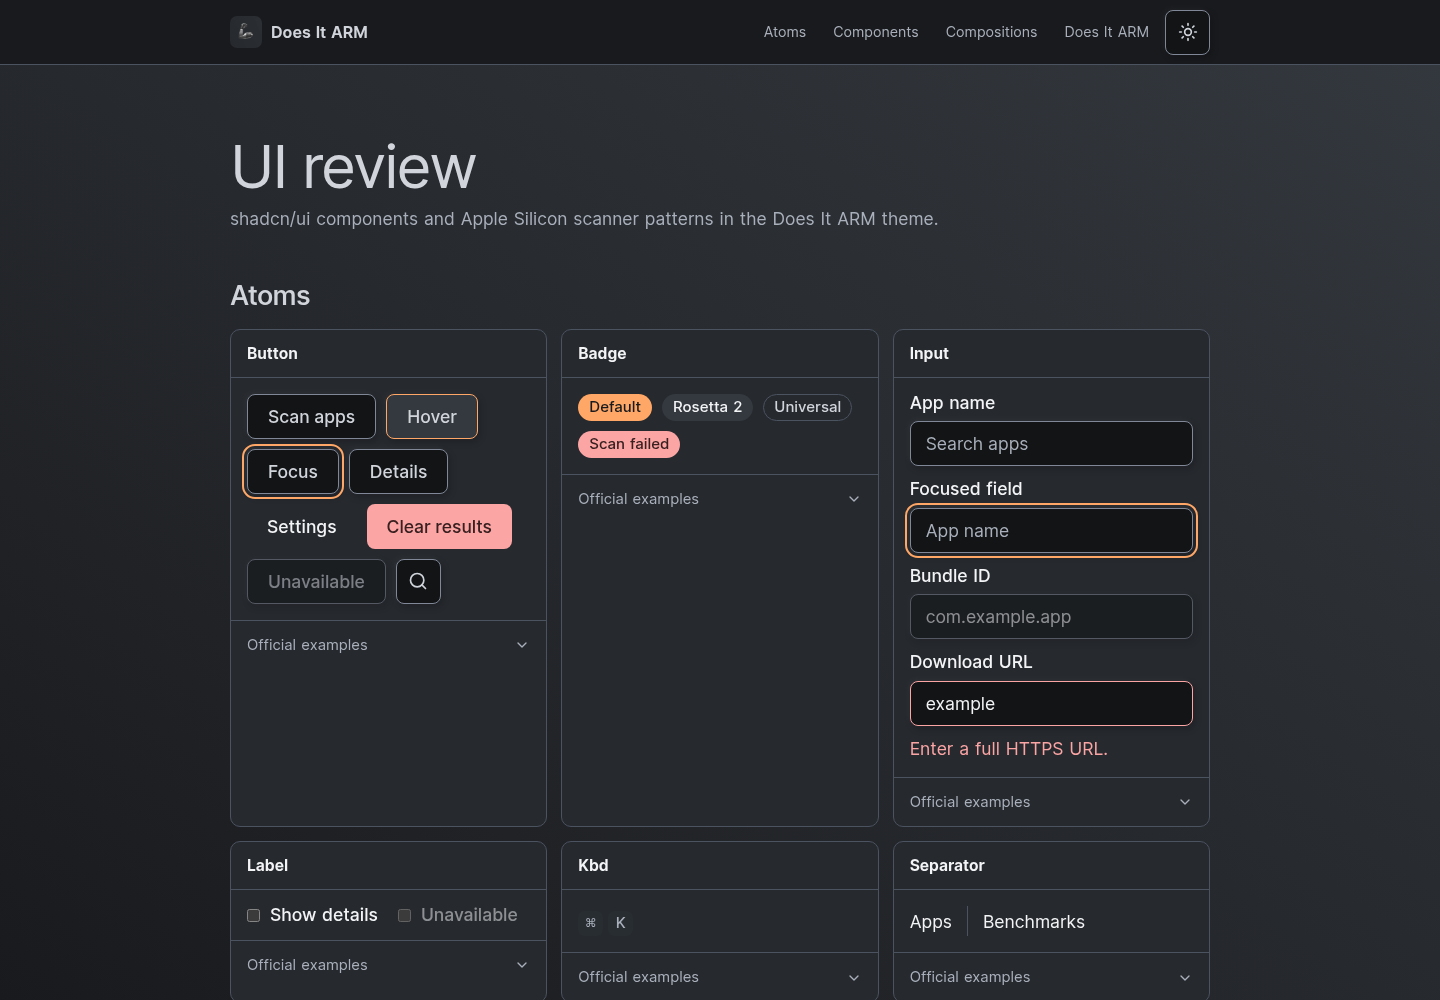 Does It ARM
Atoms Components Compositions Does It ARM
UI review
shadcn/ui components and Apple Silicon scanner patterns in the Does It ARM theme.
Atoms
Button
Scan apps Hover
Focus Details
Settings Clear results
Unavailable
Official examples
Badge
Default Rosetta 2 Universal
Scan failed
Official examples
Input
App name
Search apps
Focused field
App name
Bundle ID
com.example.app
Download URL
example
Enter a full HTTPS URL.
Official examples
Label
Show details Unavailable
Official examples
Kbd
⌘ K
Official examples
Separator
Apps Benchmarks
Official examples